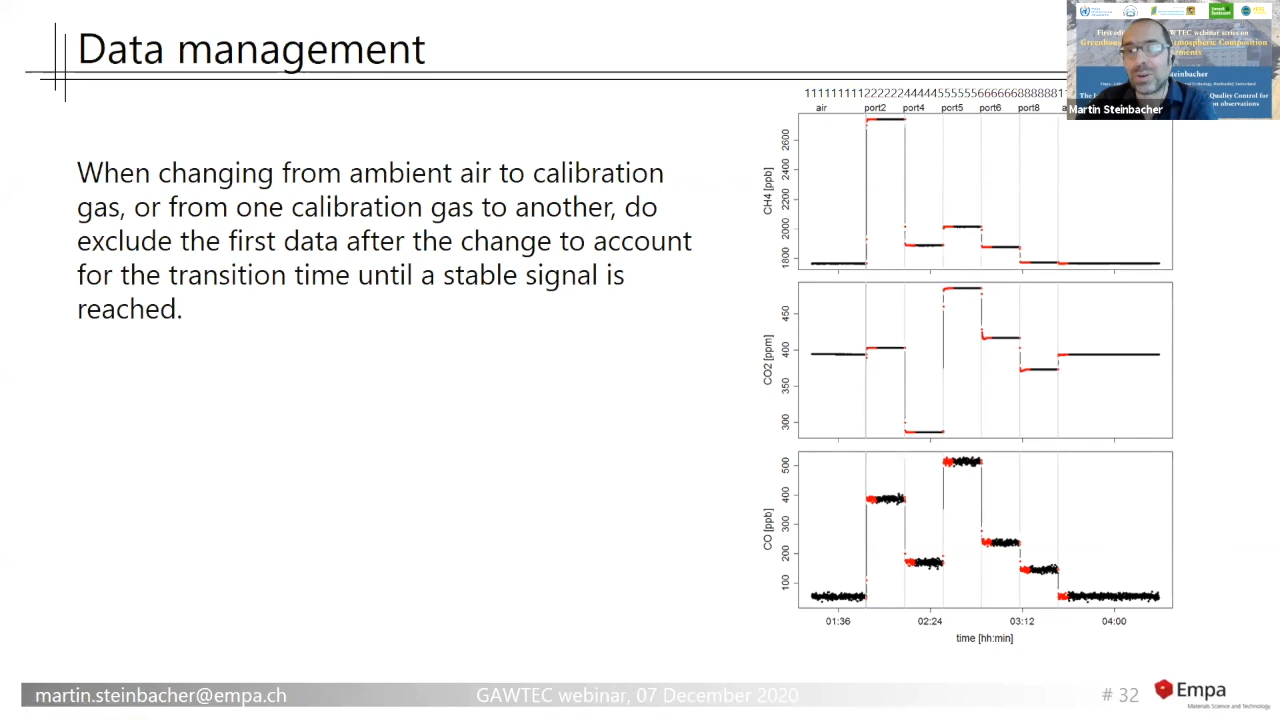 Data management
When changing from ambient air to calibration
gas, or from one calibration gas to another, do
exclude the first data after the change to account
for the transition time until a stable signal is
reached.
air port2 port4 port5 port6 port8
CH4 [ppb]
1800 2000 2200 2400 2600
CO2 [ppm]
300 350 400 450
CO [ppb]
100 200 300 400 500
01:36 02:24 03:12 04:00
time [hh:min]
Martin Steinbacher
martin.steinbacher@empa.ch GAWTEC webinar, 07 December 2020 # 32
Empa
Materials Science and Technology